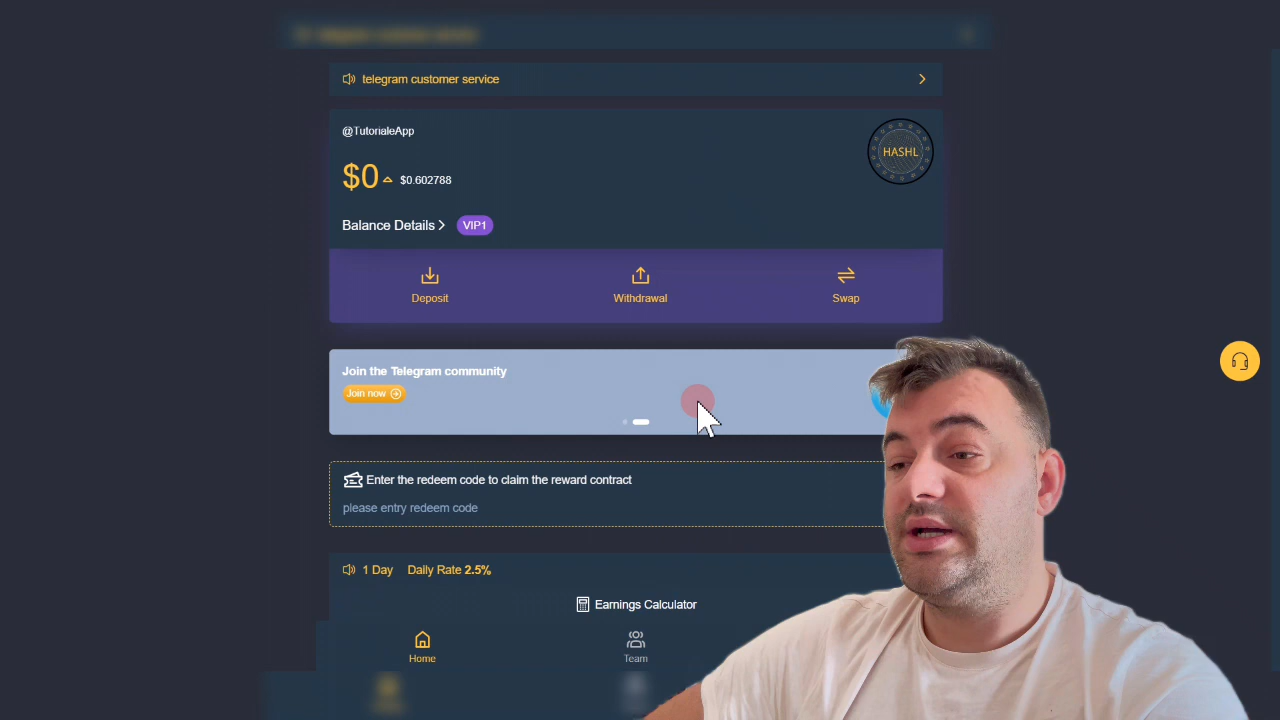 telegram customer service
@TutorialeApp
HASHL
$0 $0.602788
Balance Details VIP1
Deposit Withdrawal Swap
Join the Telegram community
Join now
Enter the redeem code to claim the reward contract
please entry redeem code
1 Day Daily Rate 2.5%
Earnings Calculator
Home Team